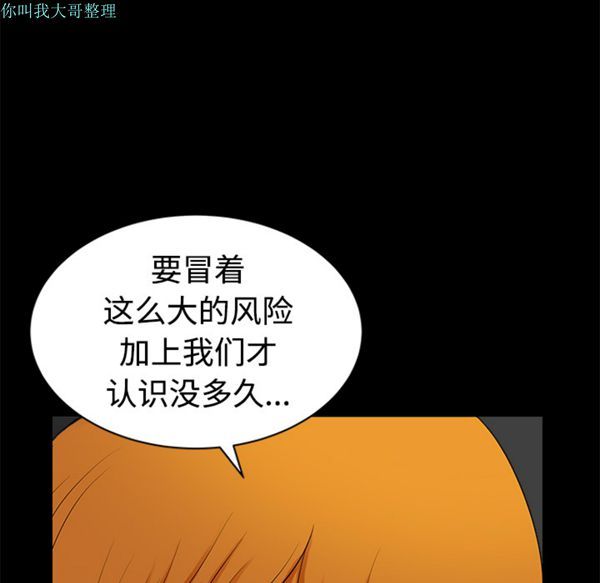 你叫我大哥整理
要冒着
这么大的风险
加上我们才
认识没多久...